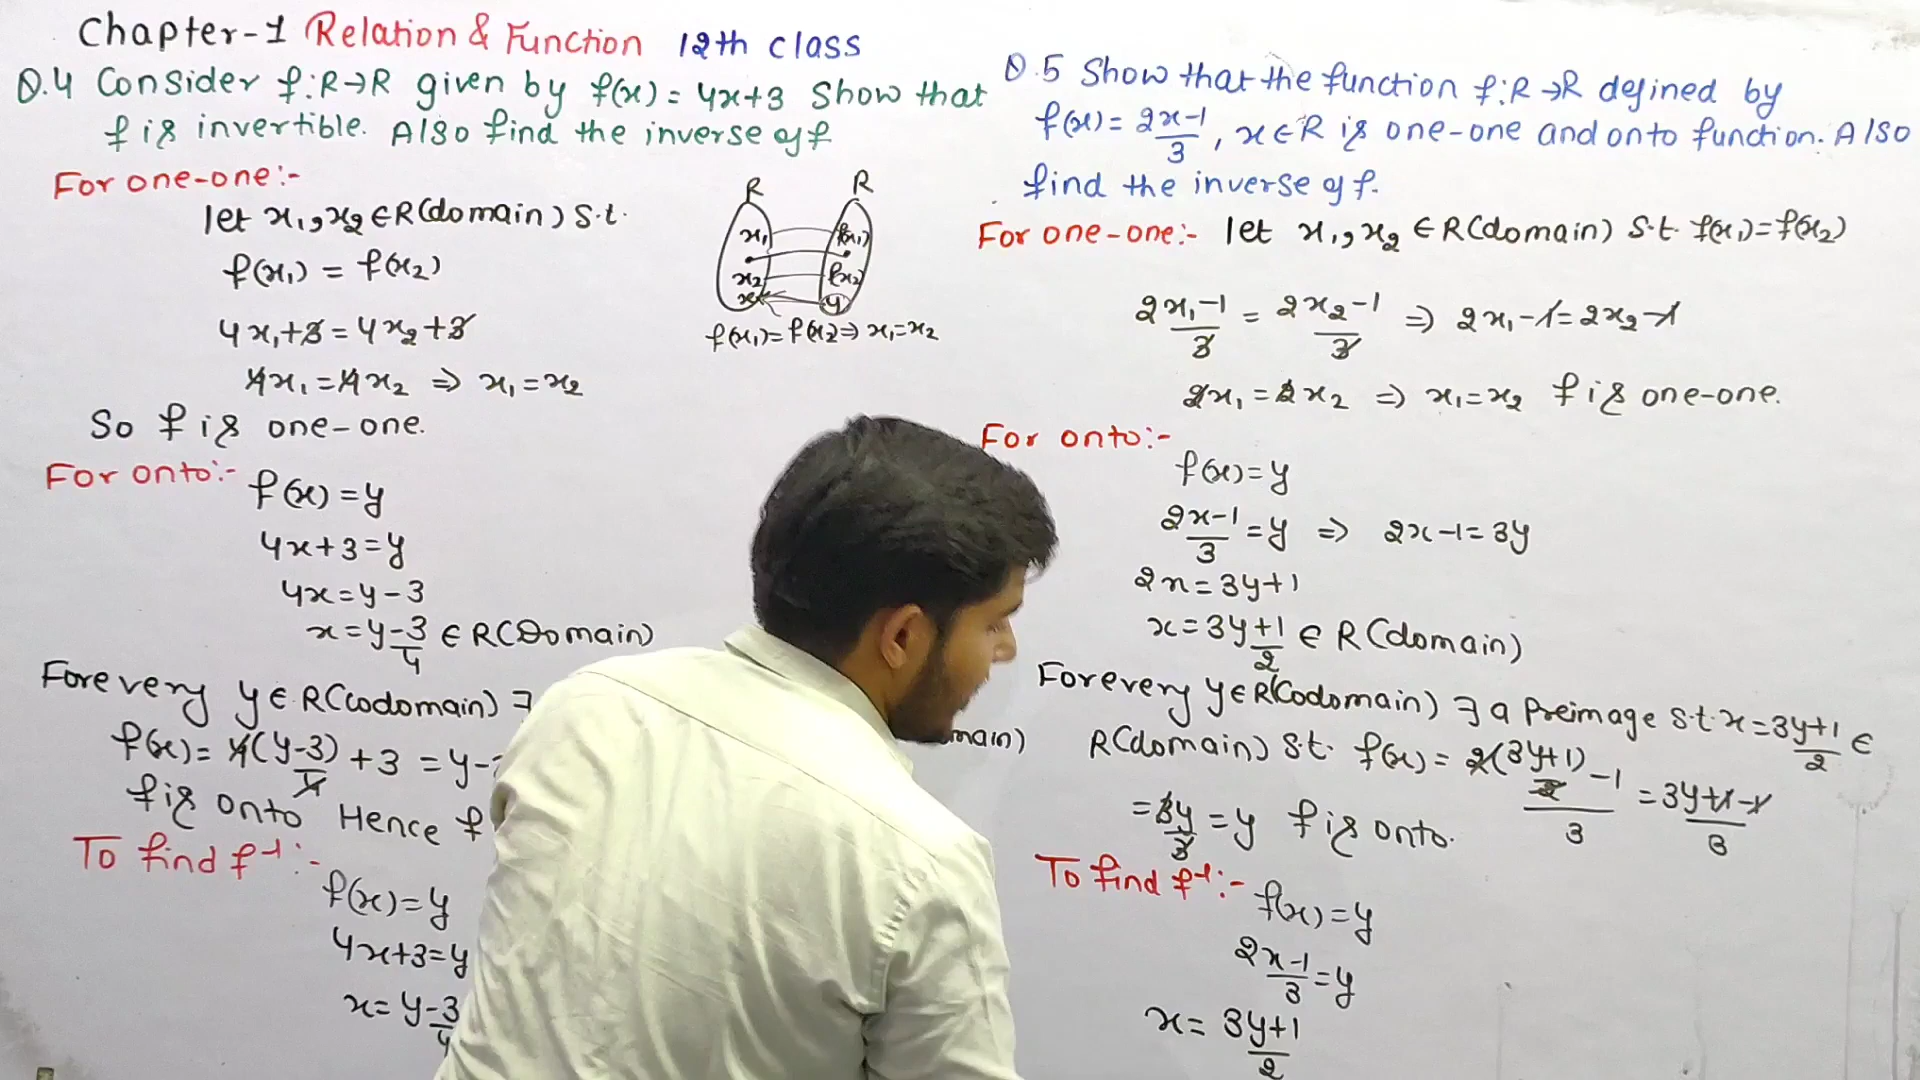 Chapter-1 Relation & Function 12th class
Q.4 Consider f:R→R given by f(x) = 4x+3 Show that
f is invertible. Also find the inverse of f
For one-one:-
let x₁,x₂ ∈ R(domain) s.t.
f(x₁) = f(x₂)
4x₁+3 = 4x₂+3
4x₁ = 4x₂ ⇒ x₁ = x₂
So f is one-one.
R R
x₁ f(x₁)
x₂ f(x₂)
x y
f(x₁) = f(x₂) ⇒ x₁ = x₂
For onto:-
f(x) = y
4x+3 = y
4x = y-3
x = y-3/4 ∈ R(Domain)
For every y ∈ R(codomain) ∃
main)
f(x) = 4(y-3)/4 + 3 = y-
f is onto Hence f
To find f⁻¹:-
f(x) = y
4x+3 = y
x = y-3/4
Q.5 Show that the function f:R→R defined by
f(x) = 2x-1/3, x∈R is one-one and onto function. Also
find the inverse of f.
For one-one:- let x₁,x₂ ∈ R(domain) s.t. f(x₁)=f(x₂)
2x₁-1/3 = 2x₂-1/3 ⇒ 2x₁-1=2x₂-1
2x₁ = 2x₂ ⇒ x₁=x₂ f is one-one.
For onto:-
f(x) = y
2x-1/3 = y ⇒ 2x-1=3y
2x = 3y+1
x = 3y+1/2 ∈ R(domain)
For every y∈R(Codomain) ∃ a Preimage s.t. x = 3y+1/2 ∈
R(domain) s.t. f(x) = 2(3y+1)/2 -1/3 = 3y+1-1/3
= 3y/3 = y f is onto.
To find f⁻¹:-
f(x) = y
2x-1/3 = y
x = 3y+1/2